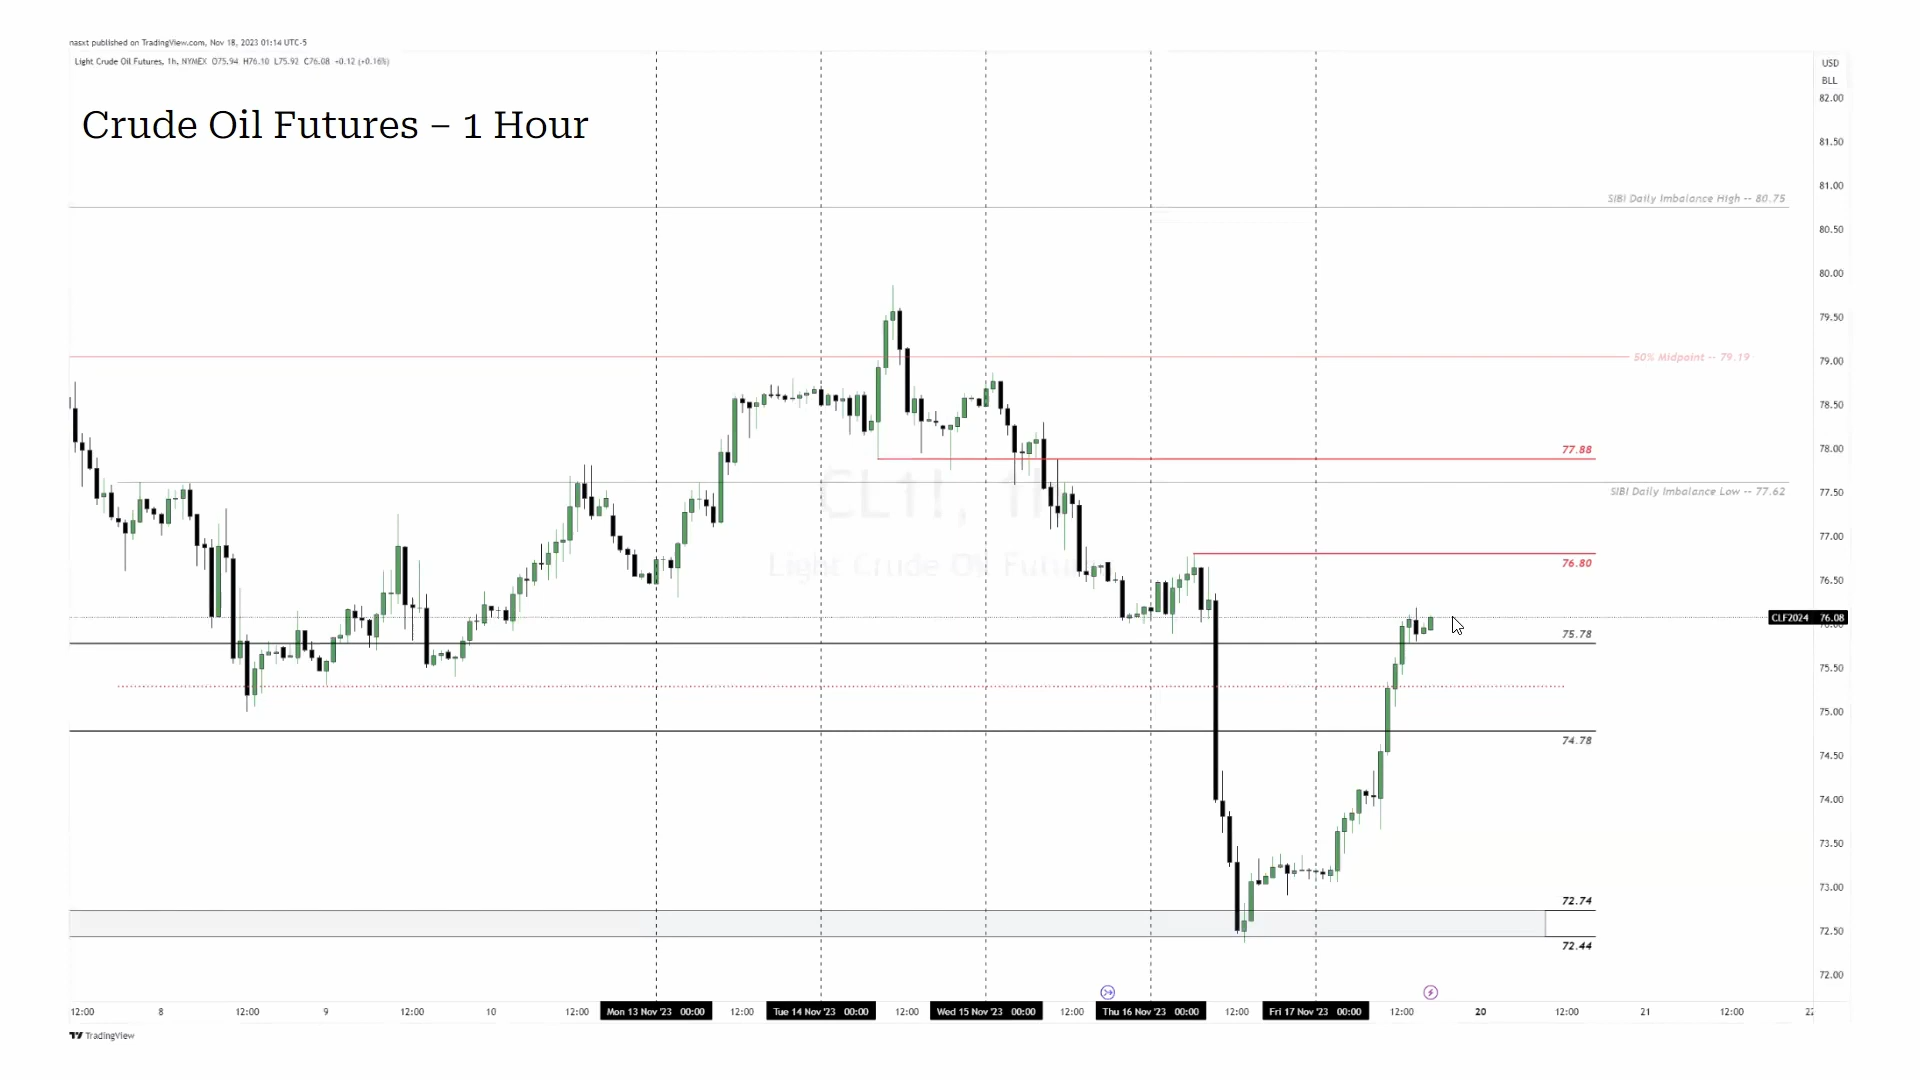 nasxt published on TradingView.com, Nov 18, 2023 01:14 UTC-5
Light Crude Oil Futures, 1h, NYMEX O75.94 H76.10 L75.92 C76.08 +0.12 (+0.16%)
USD
BLL
Crude Oil Futures – 1 Hour
82.00
81.50
81.00
SIBI Daily Imbalance High -- 80.75
80.50
80.00
79.50
50% Midpoint -- 79.19
79.00
78.50
77.88
78.00
SIBI Daily Imbalance Low -- 77.62
77.50
CL1!, 1h
77.00
Light Crude Oil Futu
76.80
76.50
CLF2024 76.08
75.78
75.50
75.00
74.78
74.50
74.00
73.50
73.00
72.74
72.50
72.44
72.00
12:00 8 12:00 9 12:00 10 12:00 Mon 13 Nov '23 00:00 12:00 Tue 14 Nov '23 00:00 12:00 Wed 15 Nov '23 00:00 12:00 Thu 16 Nov '23 00:00 12:00 Fri 17 Nov '23 00:00 12:00 20 12:00 21 12:00 22
TradingView